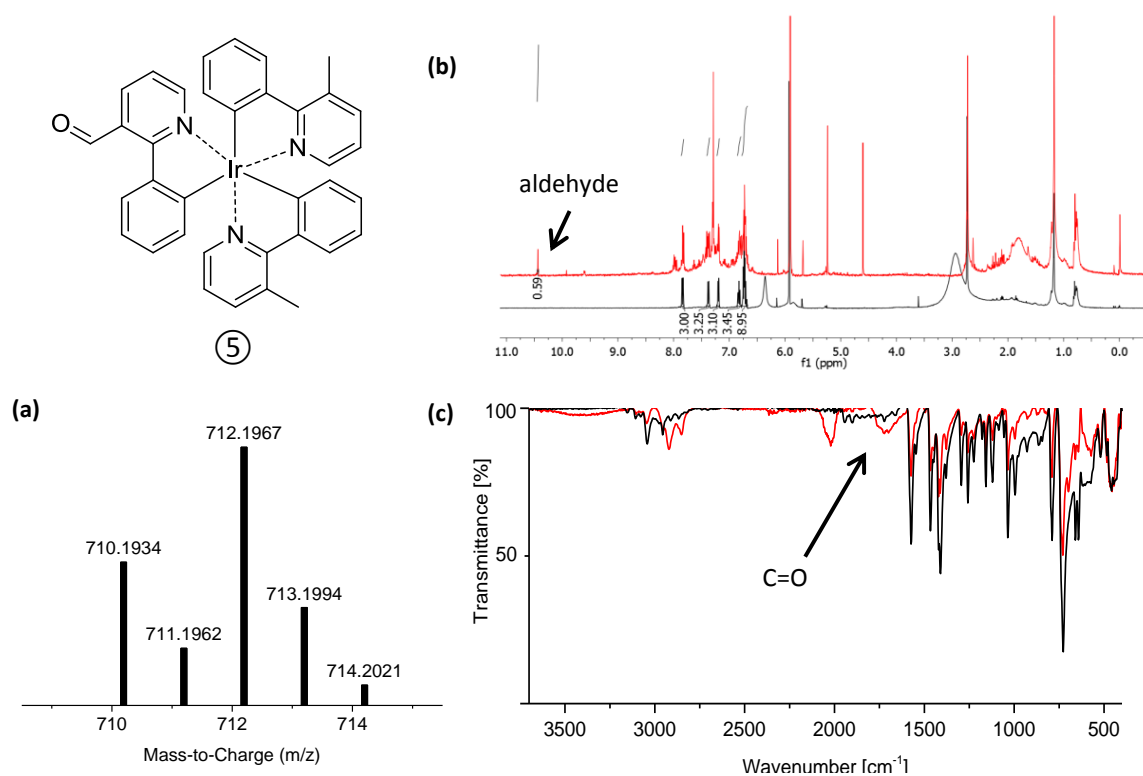 O
N
N
Ir
N
⑤
(b)
aldehyde
0.59
3.00
3.25
3.10
3.45
8.95
11.0 10.0 9.0 8.0 7.0 6.0 5.0 4.0 3.0 2.0 1.0 0.0
f1 (ppm)
(a)
712.1967
710.1934
713.1994
711.1962
714.2021
710 712 714
Mass-to-Charge (m/z)
(c)
100
50
Transmittance [%]
C=O
3500 3000 2500 2000 1500 1000 500
Wavenumber [cm⁻¹]